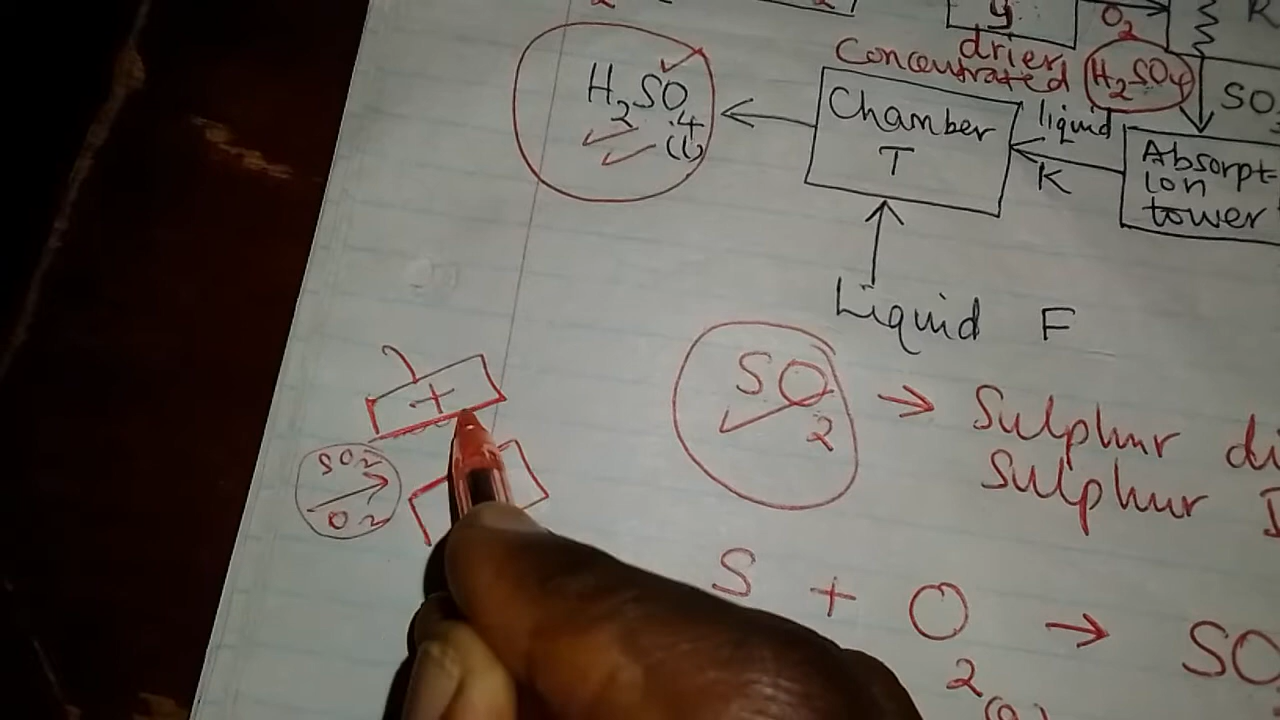 y
drier
O2
R
Concentrated
H2SO4
SO
H2SO4(l)
Chamber
T
liquid
K
Absorpt-
ion
tower
Liquid F
+
SO2
O2
SO2 → Sulphur di
Sulphur
S + O2(g) → SO